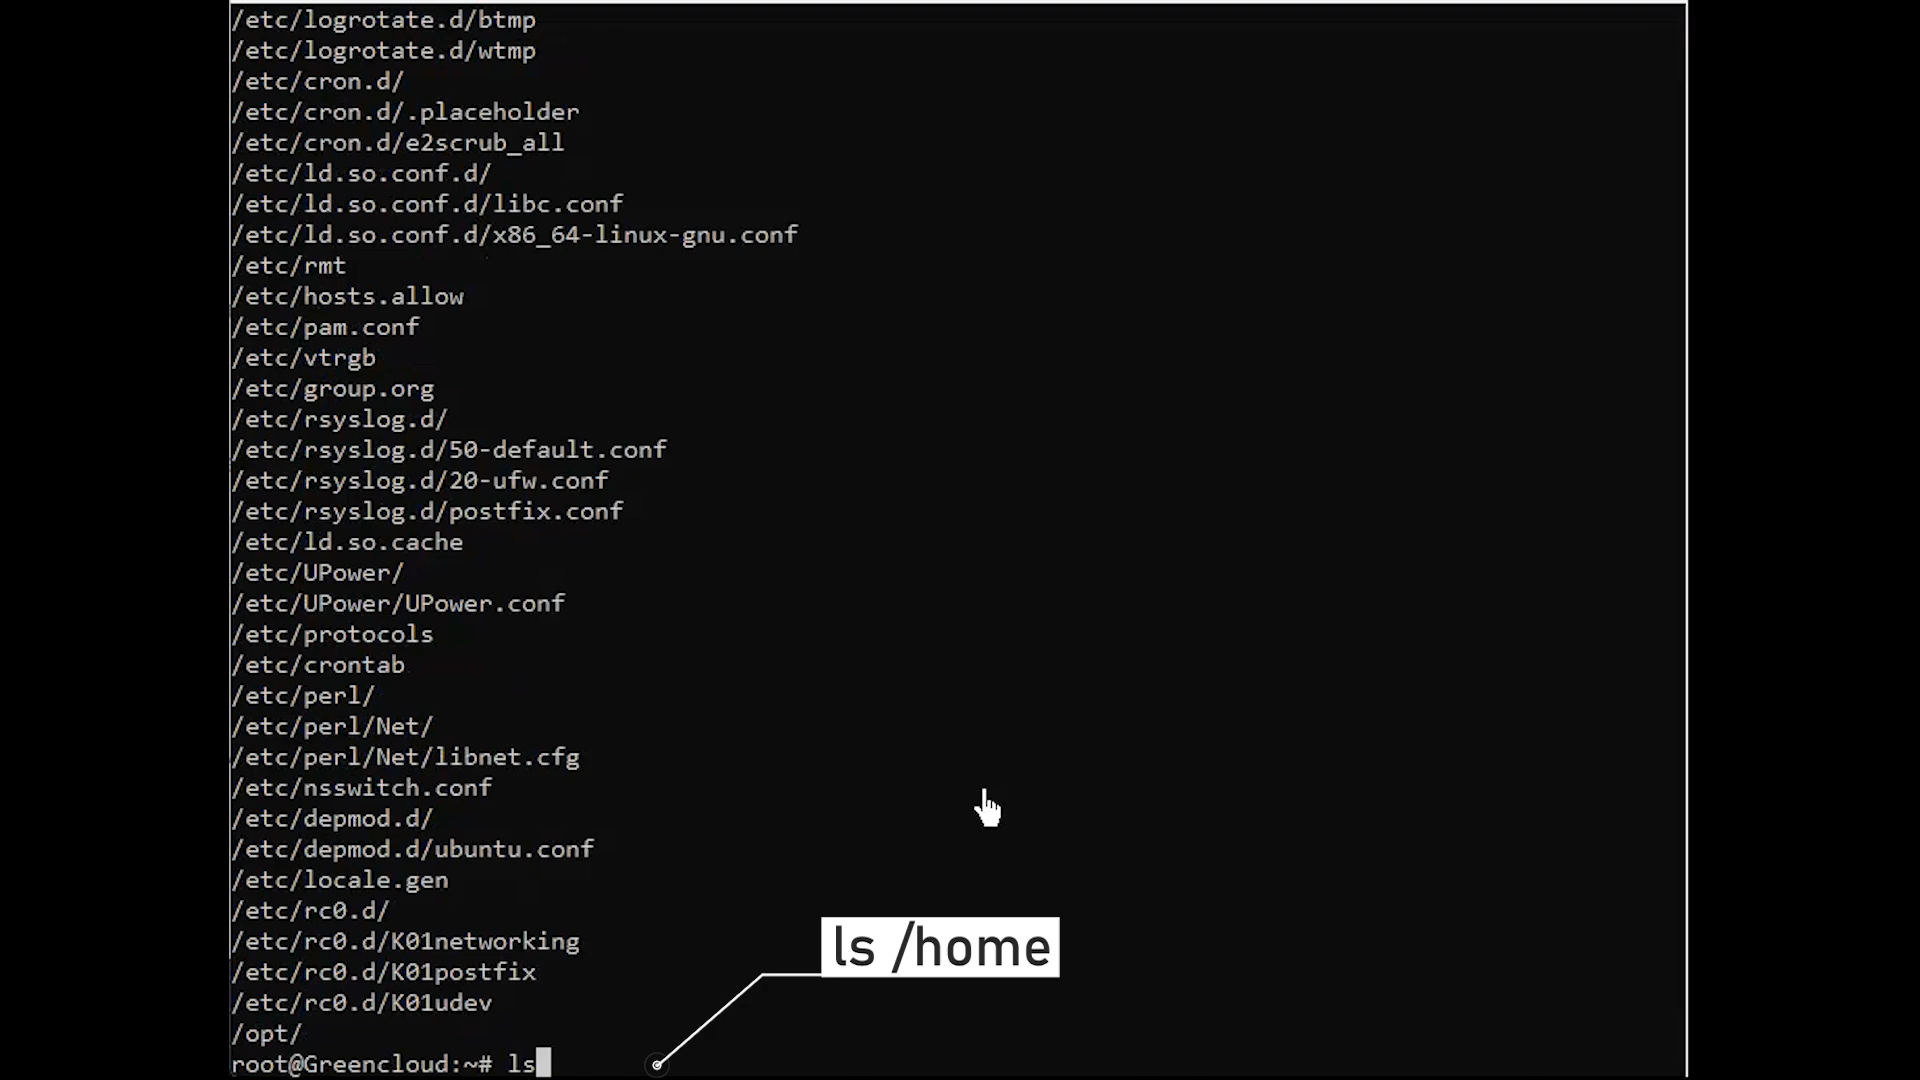 /etc/logrotate.d/btmp
/etc/logrotate.d/wtmp
/etc/cron.d/
/etc/cron.d/.placeholder
/etc/cron.d/e2scrub_all
/etc/ld.so.conf.d/
/etc/ld.so.conf.d/libc.conf
/etc/ld.so.conf.d/x86_64-linux-gnu.conf
/etc/rmt
/etc/hosts.allow
/etc/pam.conf
/etc/vtrgb
/etc/group.org
/etc/rsyslog.d/
/etc/rsyslog.d/50-default.conf
/etc/rsyslog.d/20-ufw.conf
/etc/rsyslog.d/postfix.conf
/etc/ld.so.cache
/etc/UPower/
/etc/UPower/UPower.conf
/etc/protocols
/etc/crontab
/etc/perl/
/etc/perl/Net/
/etc/perl/Net/libnet.cfg
/etc/nsswitch.conf
/etc/depmod.d/
/etc/depmod.d/ubuntu.conf
/etc/locale.gen
/etc/rc0.d/
/etc/rc0.d/K01networking
ls /home
/etc/rc0.d/K01postfix
/etc/rc0.d/K01udev
/opt/
root@Greencloud:~# ls